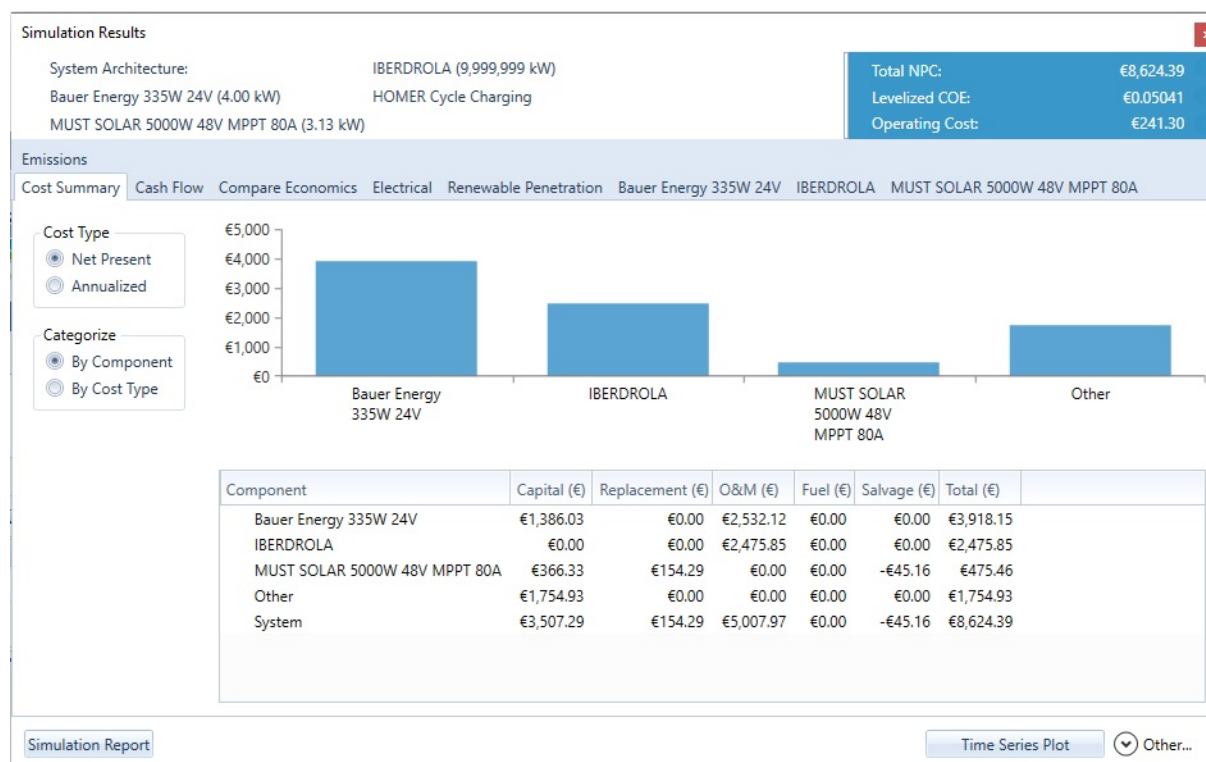 Simulation Results
System Architecture: IBERDROLA (9,999,999 kW) Total NPC: €8,624.39
Bauer Energy 335W 24V (4.00 kW) HOMER Cycle Charging Levelized COE: €0.05041
MUST SOLAR 5000W 48V MPPT 80A (3.13 kW) Operating Cost: €241.30
Emissions
Cost Summary Cash Flow Compare Economics Electrical Renewable Penetration Bauer Energy 335W 24V IBERDROLA MUST SOLAR 5000W 48V MPPT 80A
Cost Type
Net Present
Annualized
Categorize
By Component
By Cost Type
€5,000
€4,000
€3,000
€2,000
€1,000
€0
Bauer Energy
335W 24V
IBERDROLA
MUST SOLAR
5000W 48V
MPPT 80A
Other
Component Capital (€) Replacement (€) O&M (€) Fuel (€) Salvage (€) Total (€)
Bauer Energy 335W 24V €1,386.03 €0.00 €2,532.12 €0.00 €0.00 €3,918.15
IBERDROLA €0.00 €0.00 €2,475.85 €0.00 €0.00 €2,475.85
MUST SOLAR 5000W 48V MPPT 80A €366.33 €154.29 €0.00 €0.00 -€45.16 €475.46
Other €1,754.93 €0.00 €0.00 €0.00 €0.00 €1,754.93
System €3,507.29 €154.29 €5,007.97 €0.00 -€45.16 €8,624.39
Simulation Report Time Series Plot Other...